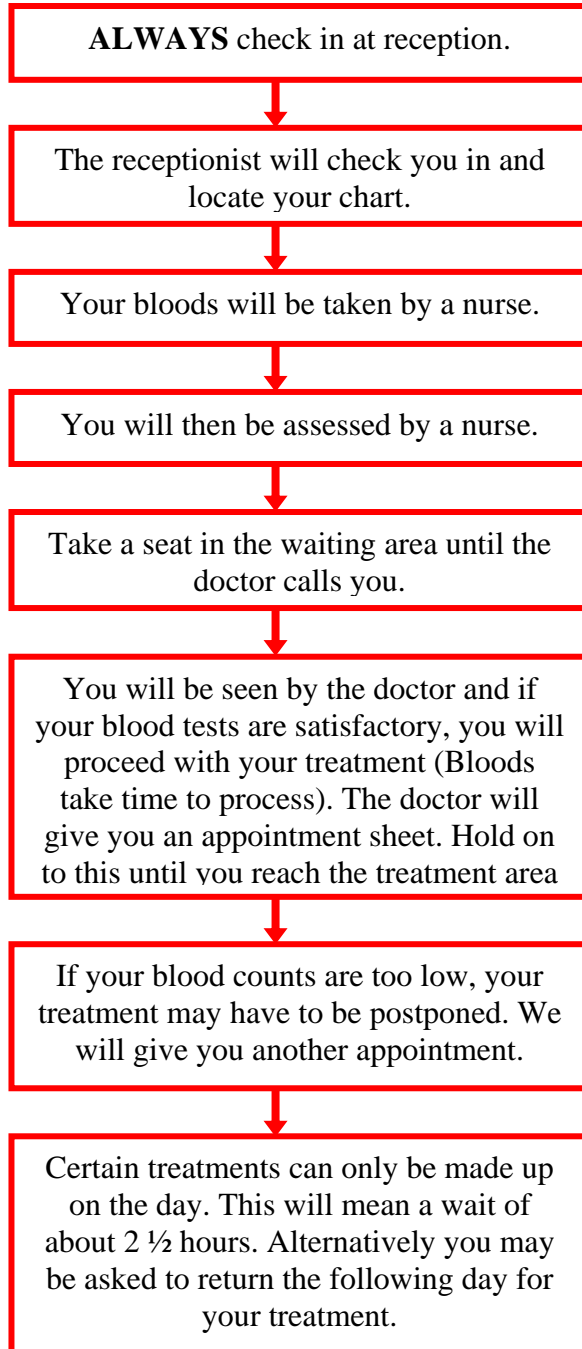 ALWAYS check in at reception.
The receptionist will check you in and
locate your chart.
Your bloods will be taken by a nurse.
You will then be assessed by a nurse.
Take a seat in the waiting area until the
doctor calls you.
You will be seen by the doctor and if
your blood tests are satisfactory, you will
proceed with your treatment (Bloods
take time to process). The doctor will
give you an appointment sheet. Hold on
to this until you reach the treatment area
If your blood counts are too low, your
treatment may have to be postponed. We
will give you another appointment.
Certain treatments can only be made up
on the day. This will mean a wait of
about 2 ½ hours. Alternatively you may
be asked to return the following day for
your treatment.